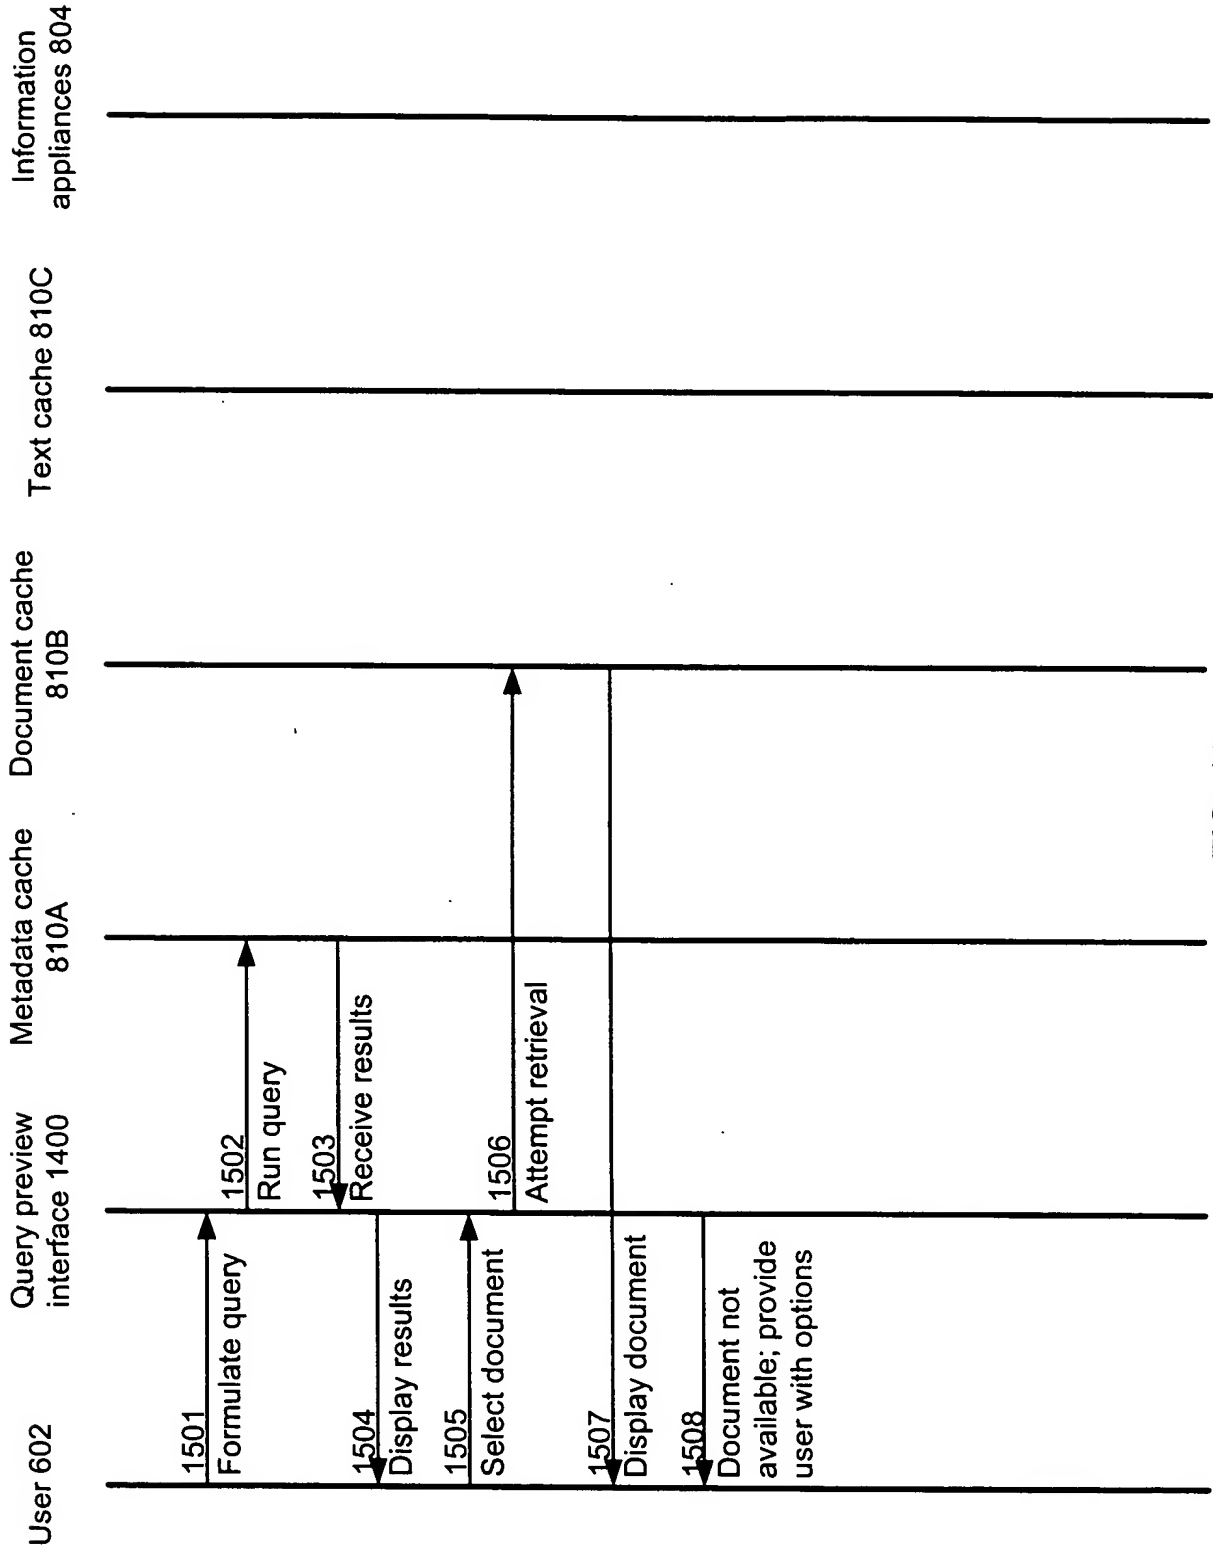 User 602
Query preview
interface 1400
Metadata cache
810A
Document cache
810B
Text cache 810C
Information
appliances 804
1501
Formulate query
1502
Run query
1503
Receive results
1504
Display results
1505
Select document
1506
Attempt retrieval
1507
Display document
1508
Document not
available; provide
user with options